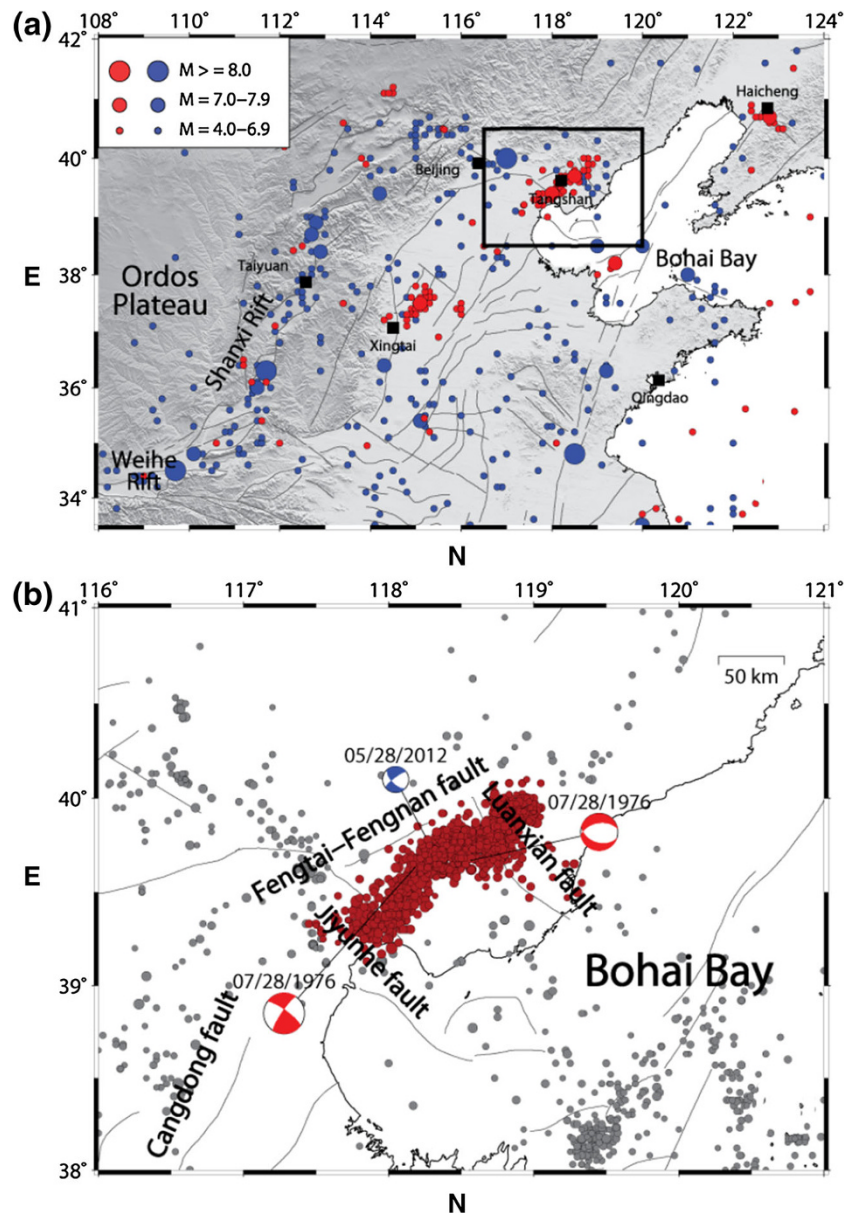 (a)
108° 110° 112° 114° 116° 118° 120° 122° 124°
42°
M > = 8.0
M = 7.0–7.9
M = 4.0–6.9
Haicheng
40°
Beijing
Tangshan
E
38°
Ordos
Plateau
Taiyuan
Bohai Bay
Shanxi Rift
Xingtai
36°
Qingdao
Weihe
Rift
34°
N
(b)
116° 117° 118° 119° 120° 121°
41°
50 km
05/28/2012
40°
Fengtai–Fengnan fault
Luanxian fault
07/28/1976
E
Jiyunhe fault
Bohai Bay
39°
07/28/1976
Cangdong fault
38°
N